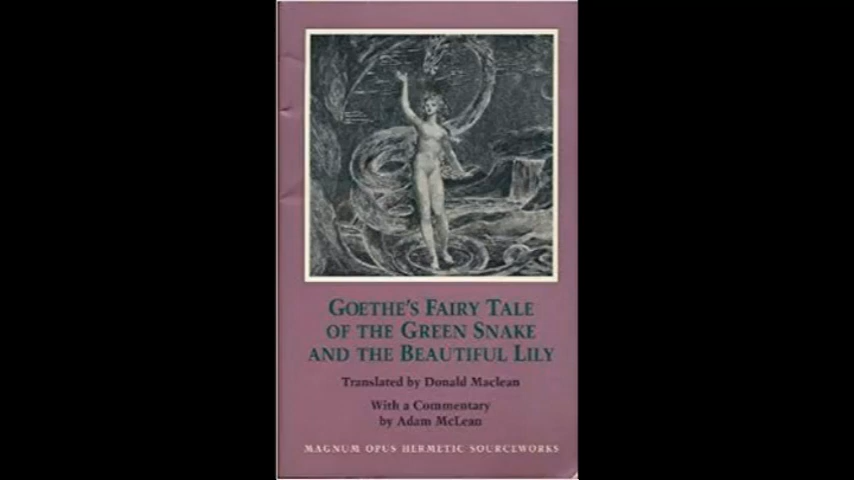 GOETHE'S FAIRY TALE
OF THE GREEN SNAKE
AND THE BEAUTIFUL LILY
Translated by Donald Maclean
With a Commentary
by Adam McLean
MAGNUM OPUS HERMETIC SOURCEWORKS